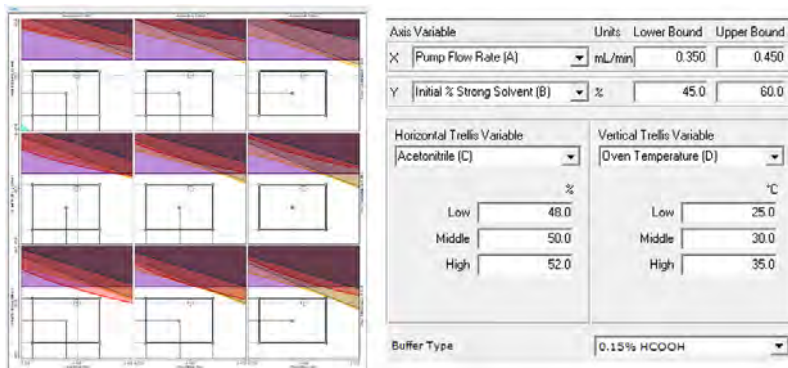 Axis Variable Units Lower Bound Upper Bound
X Pump Flow Rate (A) mL/min 0.350 0.450
Y Initial % Strong Solvent (B) % 45.0 60.0
Horizontal Trellis Variable Vertical Trellis Variable
Acetonitrile (C) Oven Temperature (D)
% °C
Low 48.0 Low 25.0
Middle 50.0 Middle 30.0
High 52.0 High 35.0
Buffer Type 0.15% HCOOH